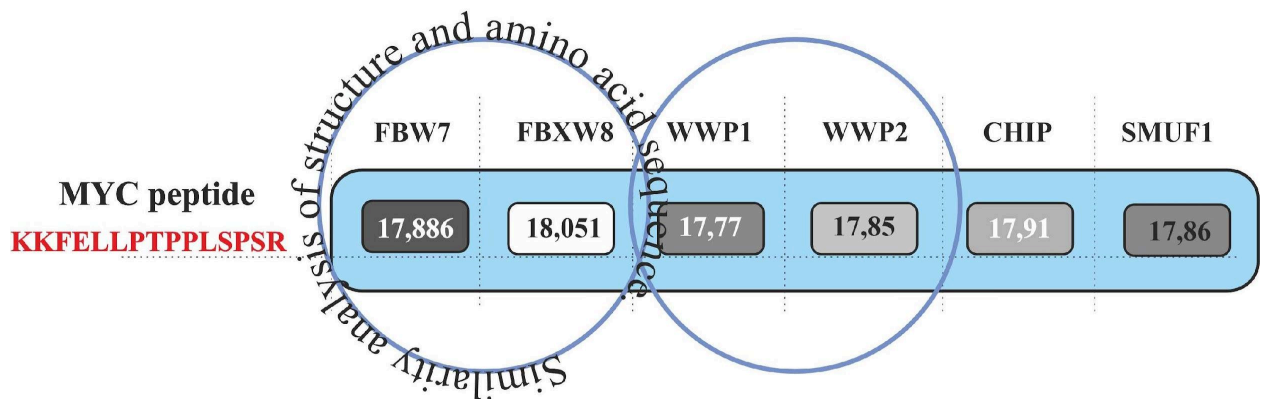 Similarity analysis of structure and amino acid sequence.
FBW7 FBXW8 WWP1 WWP2 CHIP SMUF1
MYC peptide
KKFELLPTPPLSPSR
17,886 18,051 17,77 17,85 17,91 17,86